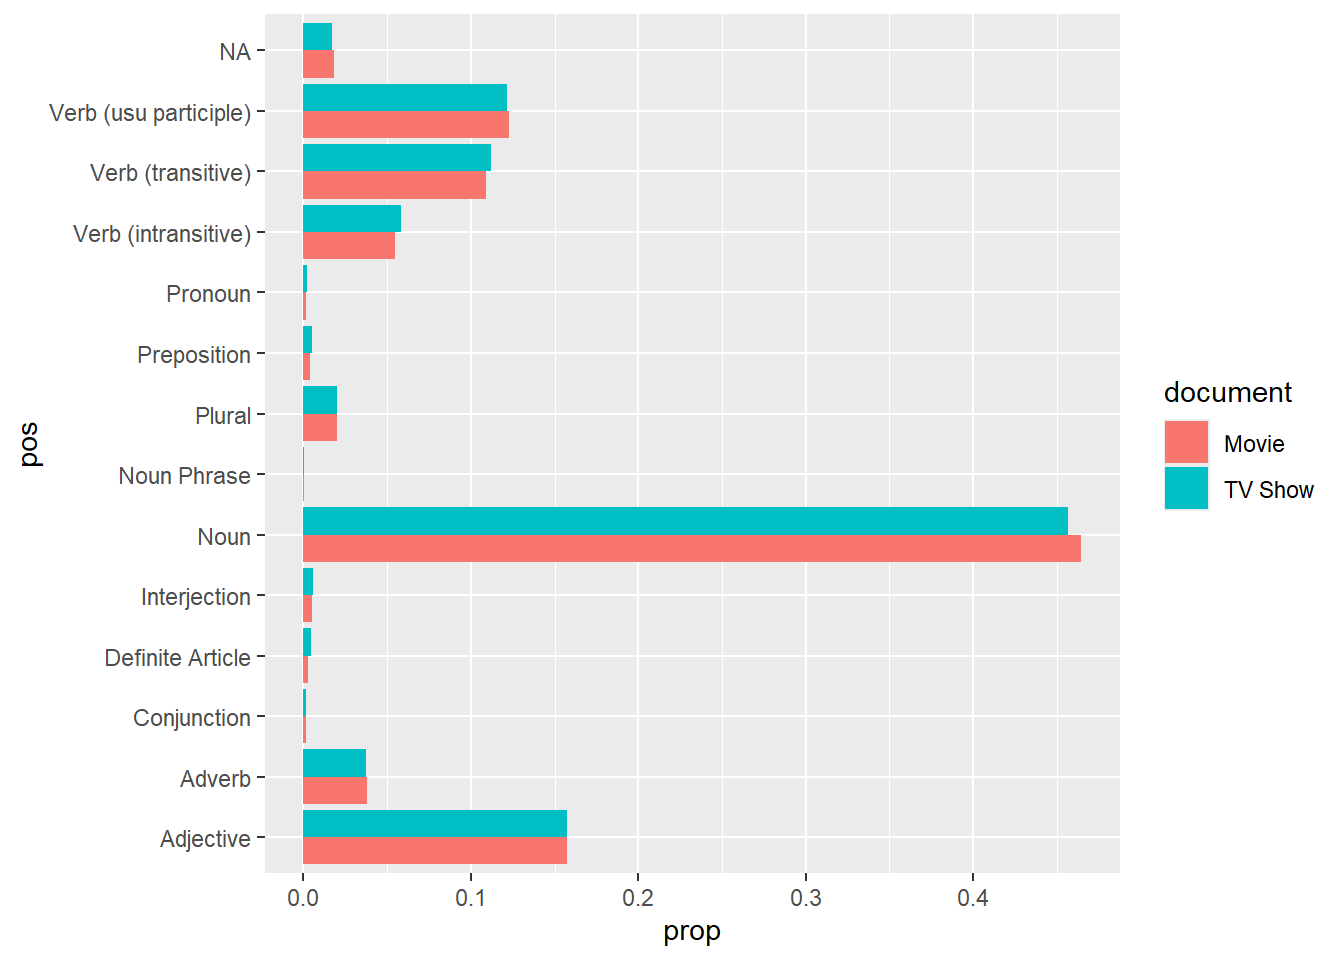 NA
Verb (usu participle)
Verb (transitive)
Verb (intransitive)
Pronoun
Preposition
Plural
Noun Phrase
Noun
Interjection
Definite Article
Conjunction
Adverb
Adjective
pos
0.0 0.1 0.2 0.3 0.4
prop
document
Movie
TV Show